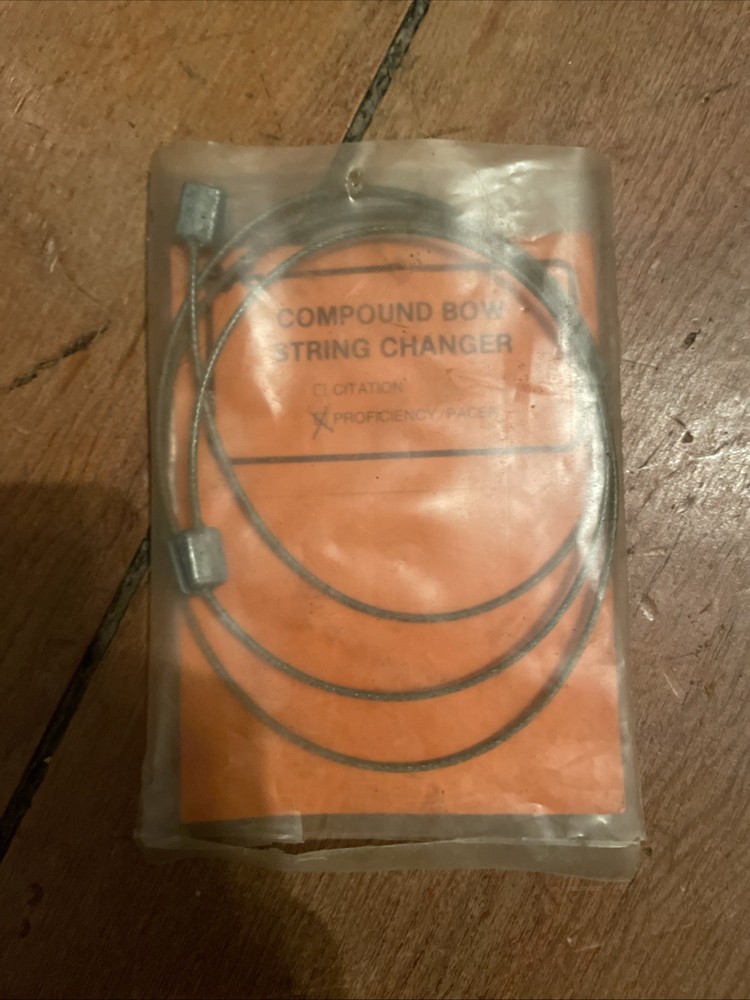 COMPOUND BOW
STRING CHANGER
☐ CITATION
☒ PROFICIENCY/PACER